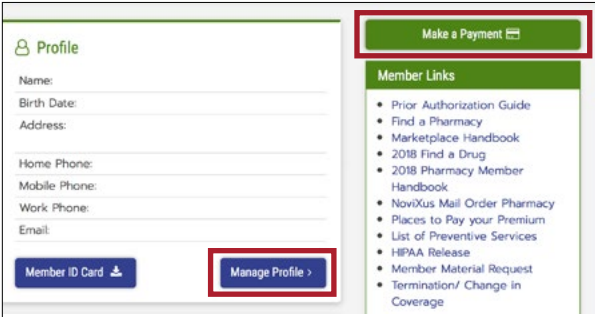 Profile
Name:
Birth Date:
Address:
Home Phone:
Mobile Phone:
Work Phone:
Email:
Member ID Card
Manage Profile >
Make a Payment
Member Links
• Prior Authorization Guide
• Find a Pharmacy
• Marketplace Handbook
• 2018 Find a Drug
• 2018 Pharmacy Member
Handbook
• NoviXus Mail Order Pharmacy
• Places to Pay your Premium
• List of Preventive Services
• HIPAA Release
• Member Material Request
• Termination/ Change in
Coverage